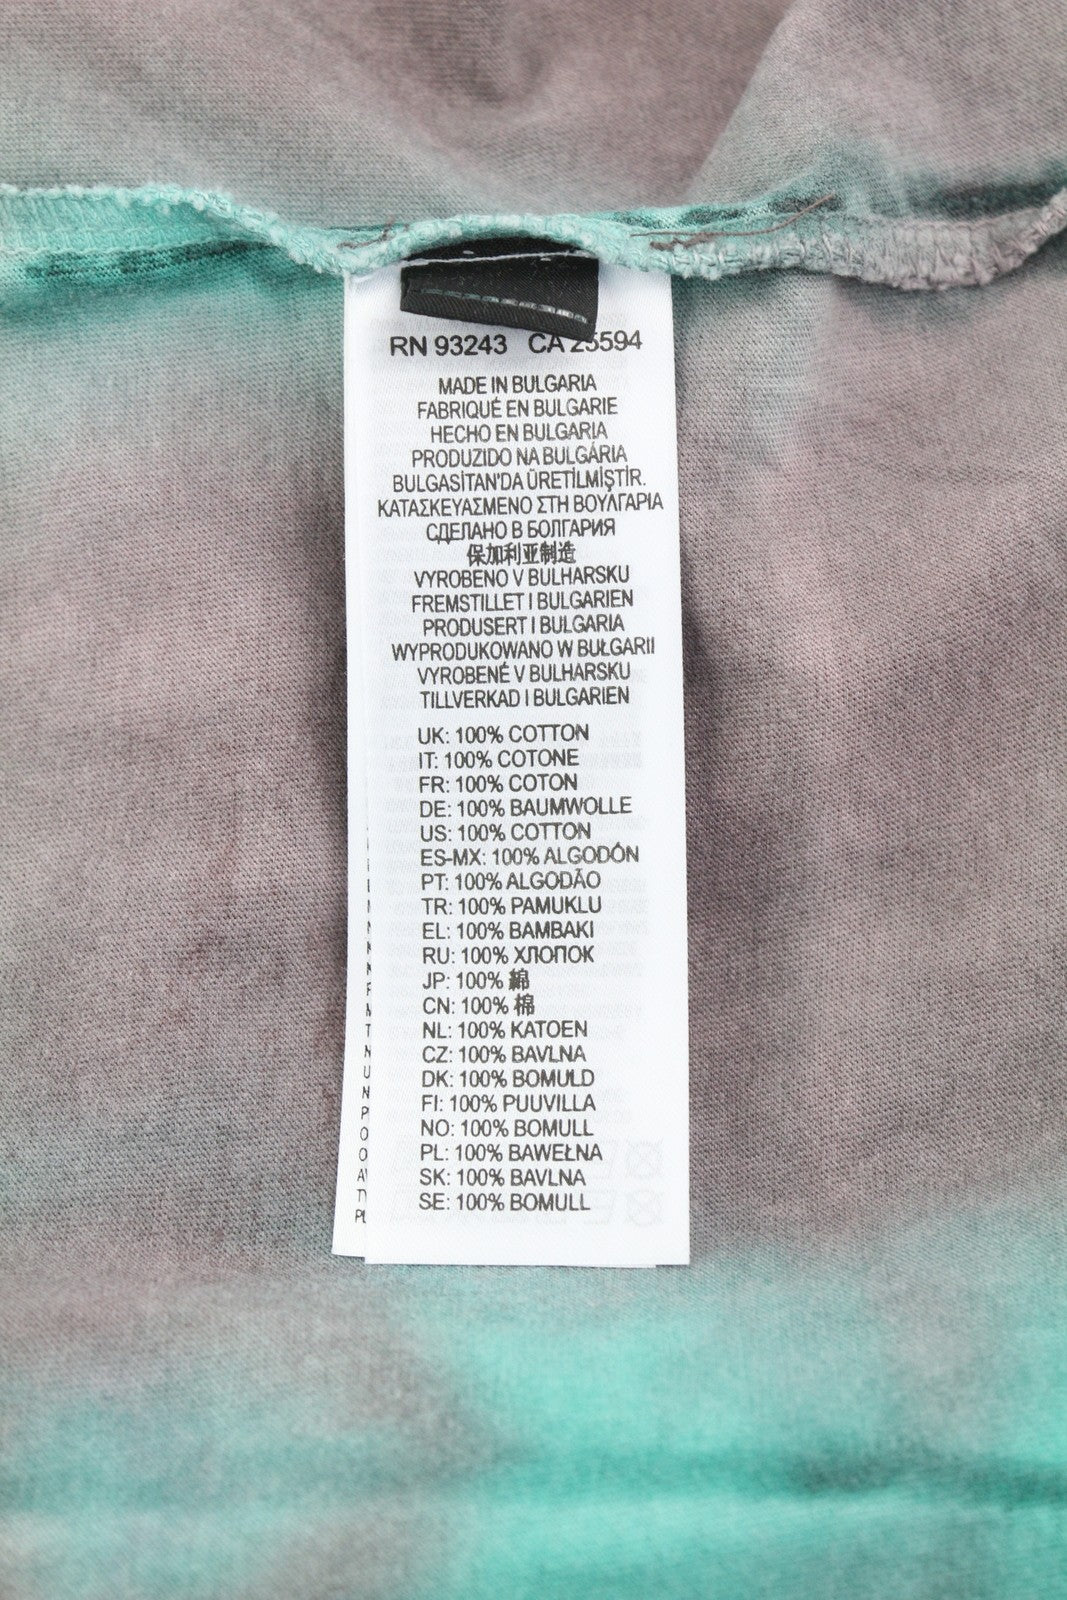 RN 93243 CA 25594
MADE IN BULGARIA
FABRIQUÉ EN BULGARIE
HECHO EN BULGARIA
PRODUZIDO NA BULGÁRIA
BULGASİTAN'DA ÜRETİLMİŞTİR.
ΚΑΤΑΣΚΕΥΑΣΜΕΝΟ ΣΤΗ ΒΟΥΛΓΑΡΙΑ
СДЕЛАНО В БОЛГАРИЯ
保加利亚制造
VYROBENO V BULHARSKU
FREMSTILLET I BULGARIEN
PRODUSERT I BULGARIA
WYPRODUKOWANO W BUŁGARII
VYROBENÉ V BULHARSKU
TILLVERKAD I BULGARIEN
UK: 100% COTTON
IT: 100% COTONE
FR: 100% COTON
DE: 100% BAUMWOLLE
US: 100% COTTON
ES-MX: 100% ALGODÓN
PT: 100% ALGODÃO
TR: 100% PAMUKLU
EL: 100% ΒΑΜΒΑΚΙ
RU: 100% ХЛОПОК
JP: 100% 綿
CN: 100% 棉
NL: 100% KATOEN
CZ: 100% BAVLNA
DK: 100% BOMULD
FI: 100% PUUVILLA
NO: 100% BOMULL
PL: 100% BAWEŁNA
SK: 100% BAVLNA
SE: 100% BOMULL